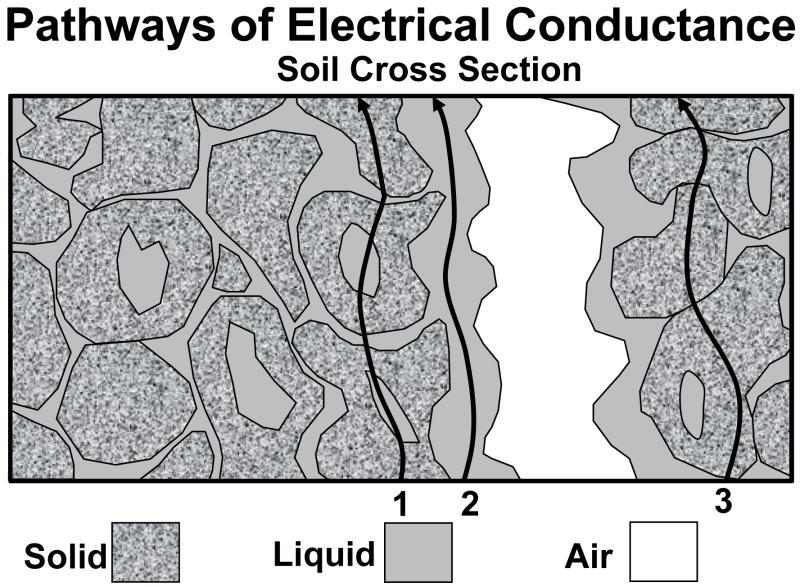 Pathways of Electrical Conductance
Soil Cross Section
1 2 3
Solid Liquid Air